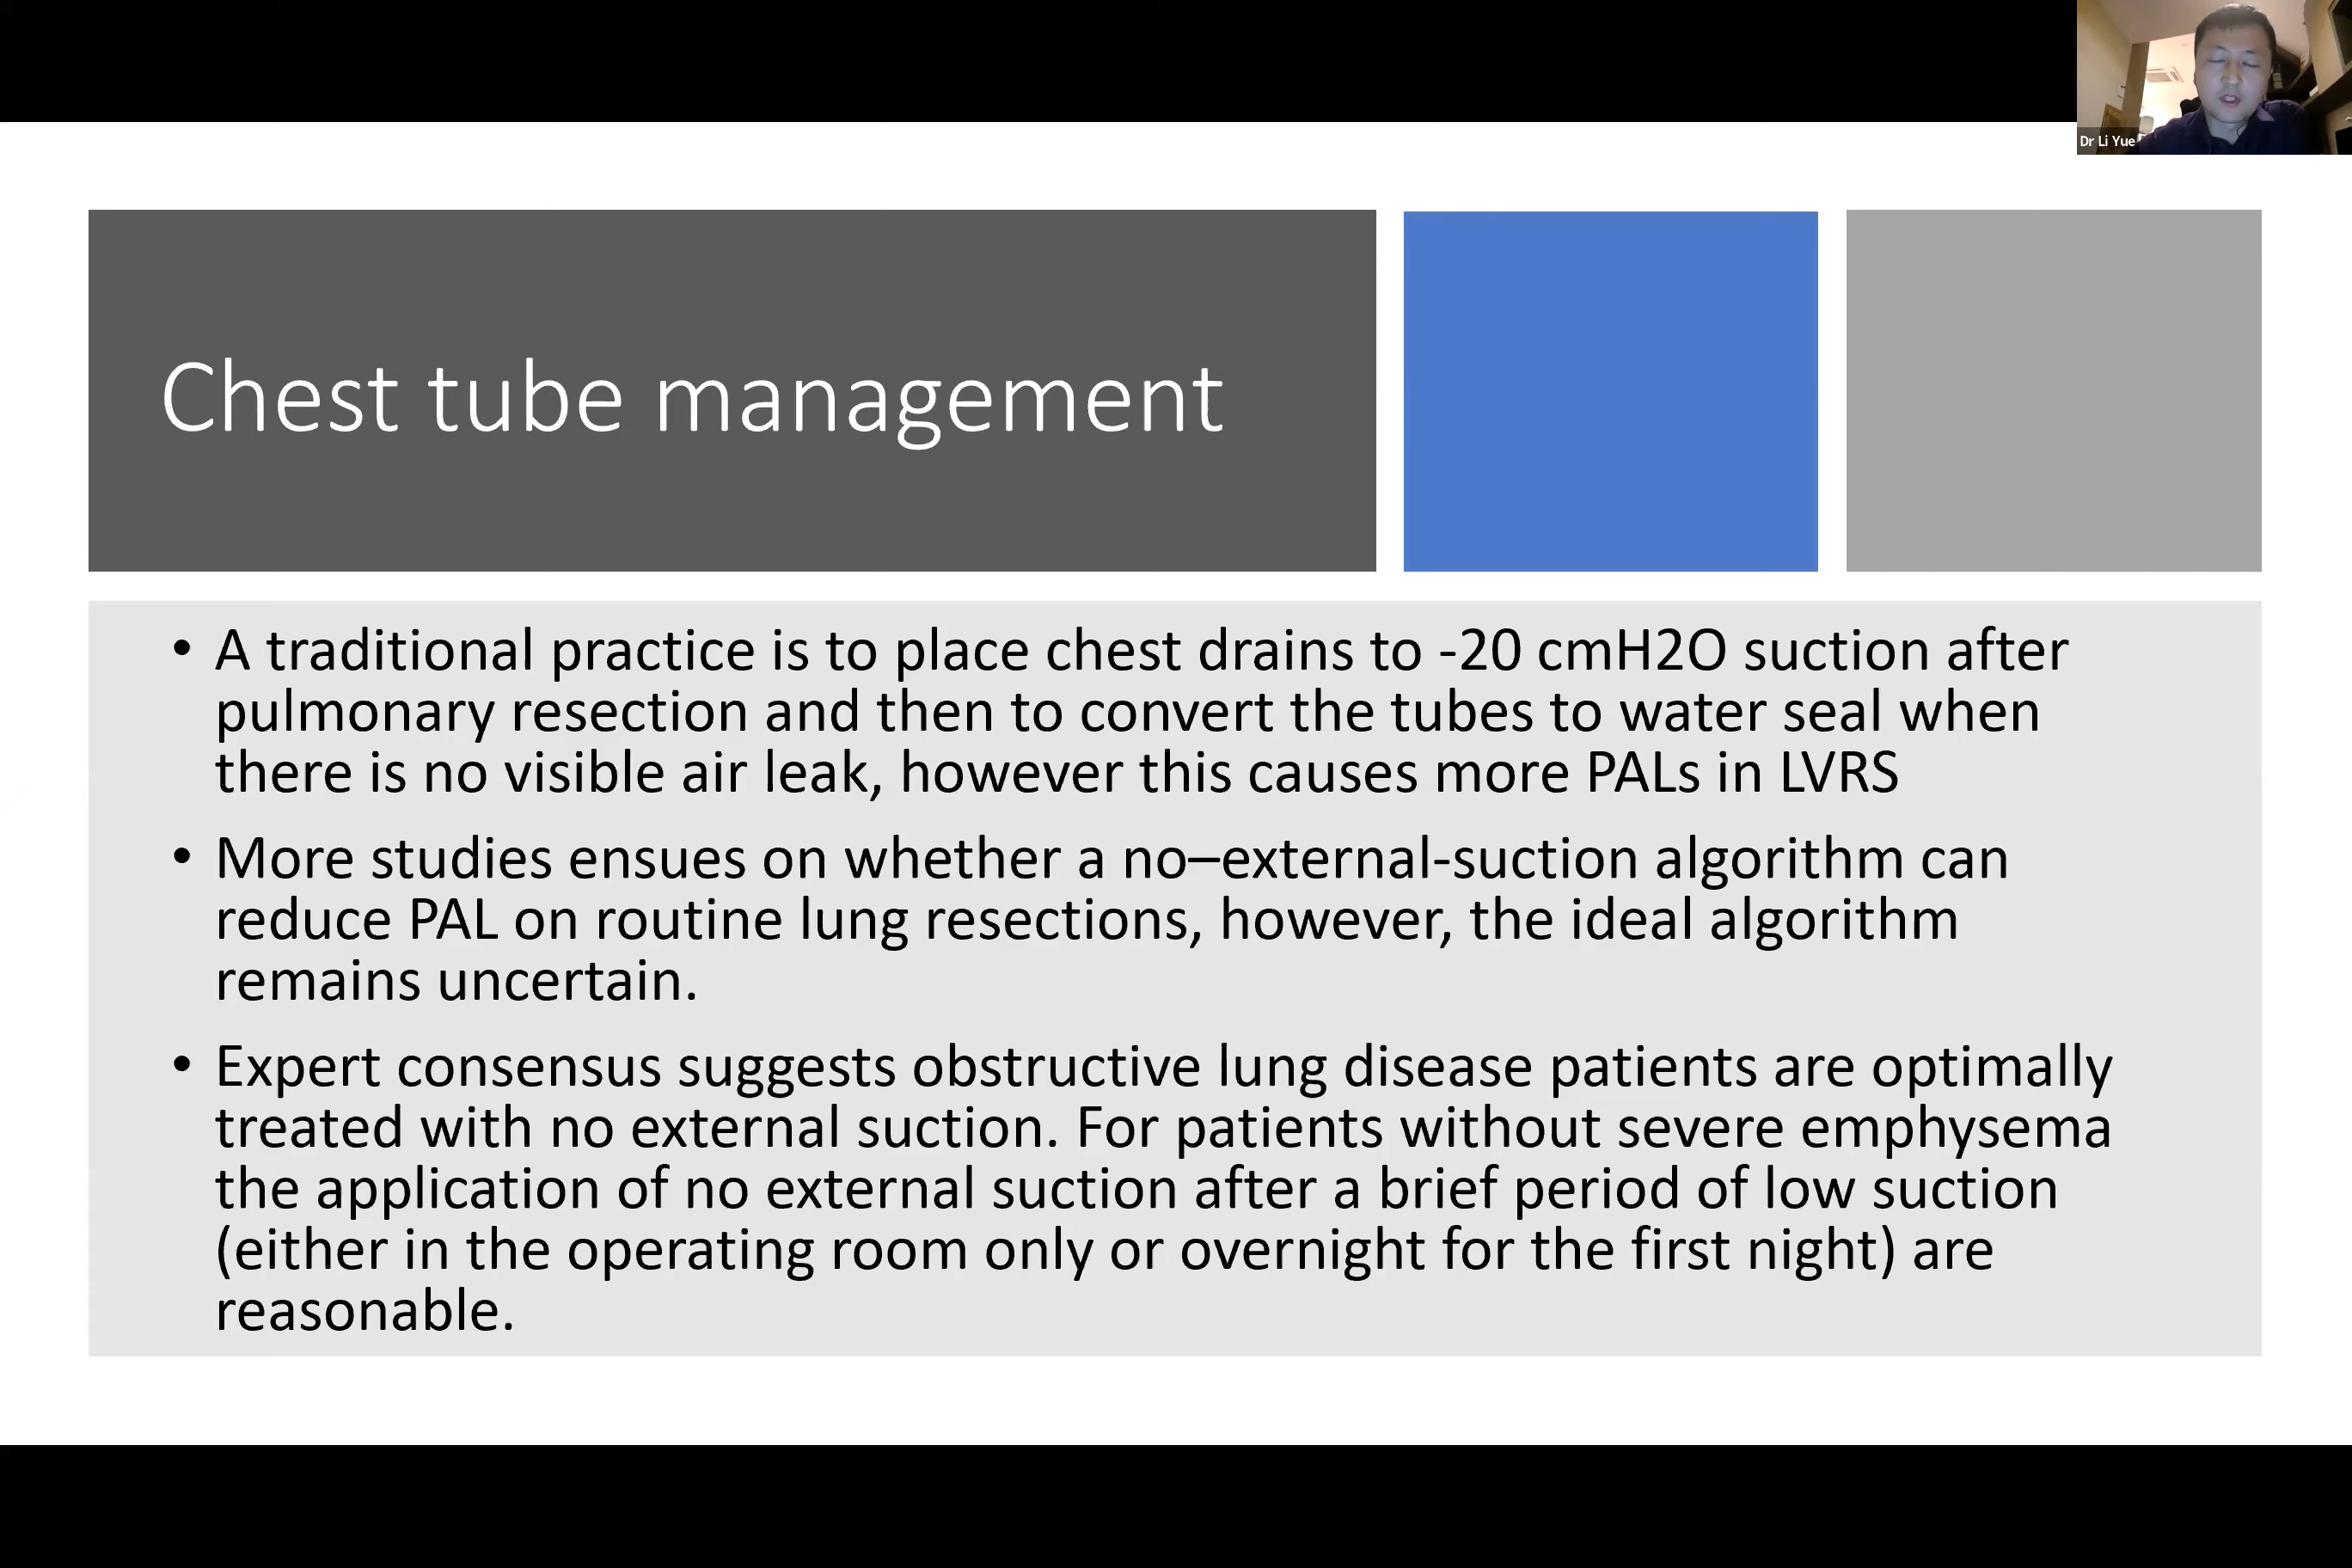 Dr Li Yue
Chest tube management
• A traditional practice is to place chest drains to -20 cmH2O suction after
pulmonary resection and then to convert the tubes to water seal when
there is no visible air leak, however this causes more PALs in LVRS
• More studies ensues on whether a no–external-suction algorithm can
reduce PAL on routine lung resections, however, the ideal algorithm
remains uncertain.
• Expert consensus suggests obstructive lung disease patients are optimally
treated with no external suction. For patients without severe emphysema
the application of no external suction after a brief period of low suction
(either in the operating room only or overnight for the first night) are
reasonable.